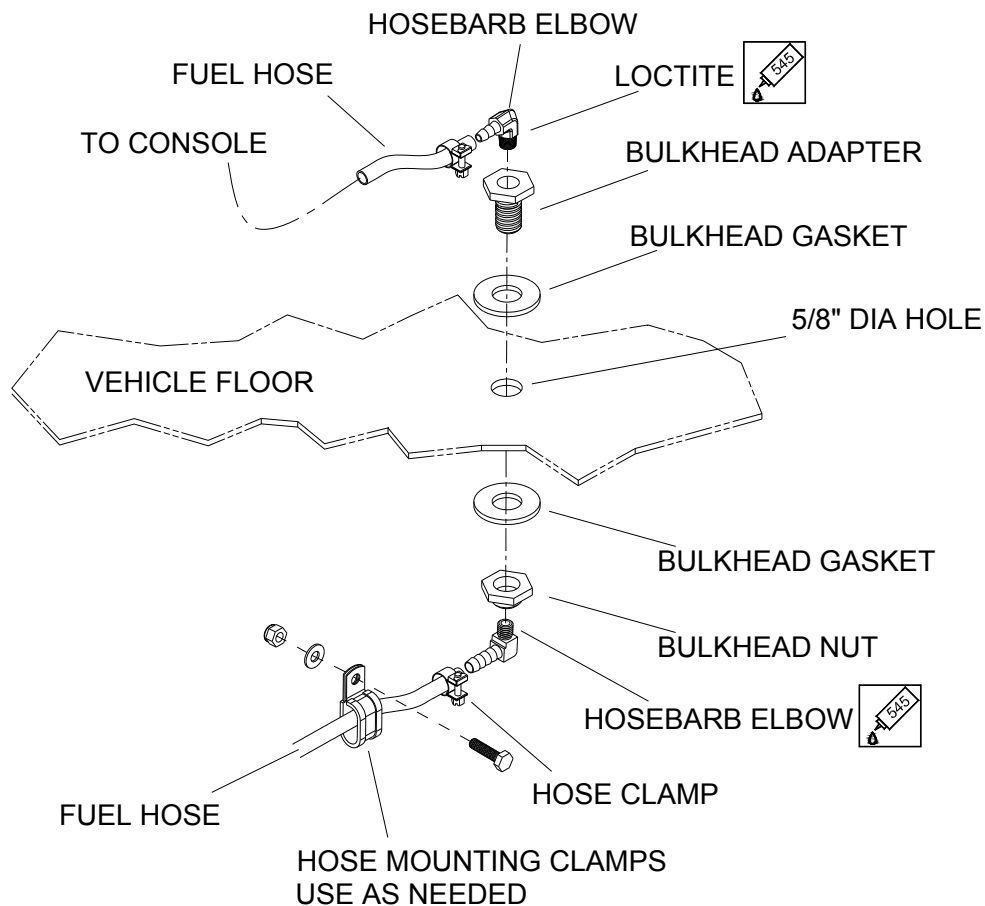 HOSEBARB ELBOW
FUEL HOSE
LOCTITE
545
TO CONSOLE
BULKHEAD ADAPTER
BULKHEAD GASKET
5/8" DIA HOLE
VEHICLE FLOOR
BULKHEAD GASKET
BULKHEAD NUT
HOSEBARB ELBOW
545
HOSE CLAMP
FUEL HOSE
HOSE MOUNTING CLAMPS
USE AS NEEDED